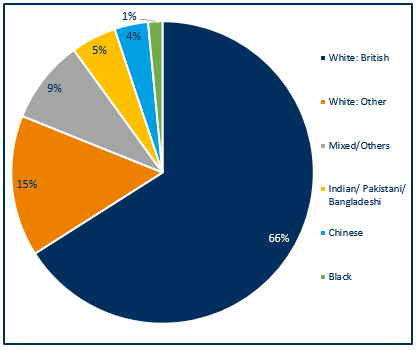 1%
4%
5%
9%
15%
66%
White: British
White: Other
Mixed/Others
Indian/ Pakistani/
Bangladeshi
Chinese
Black